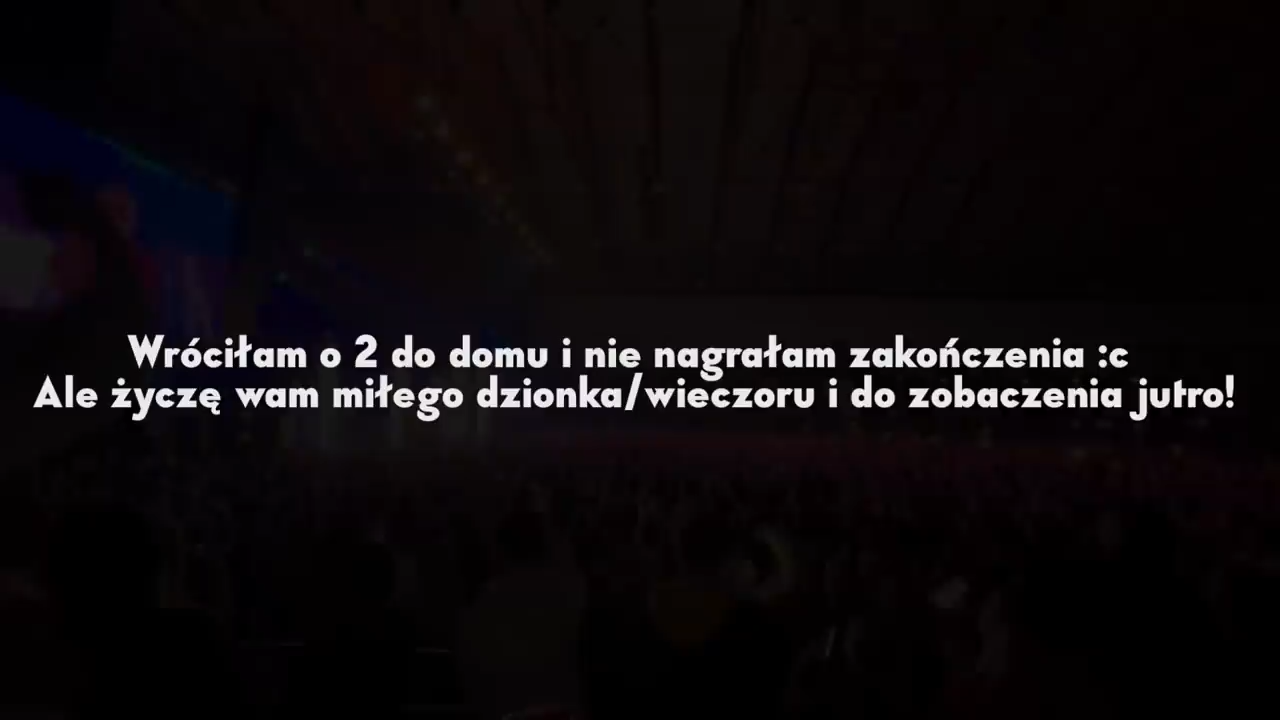 Wróciłam o 2 do domu i nie nagrałam zakończenia :c
Ale życzę wam miłego dzionka/wieczoru i do zobaczenia jutro!